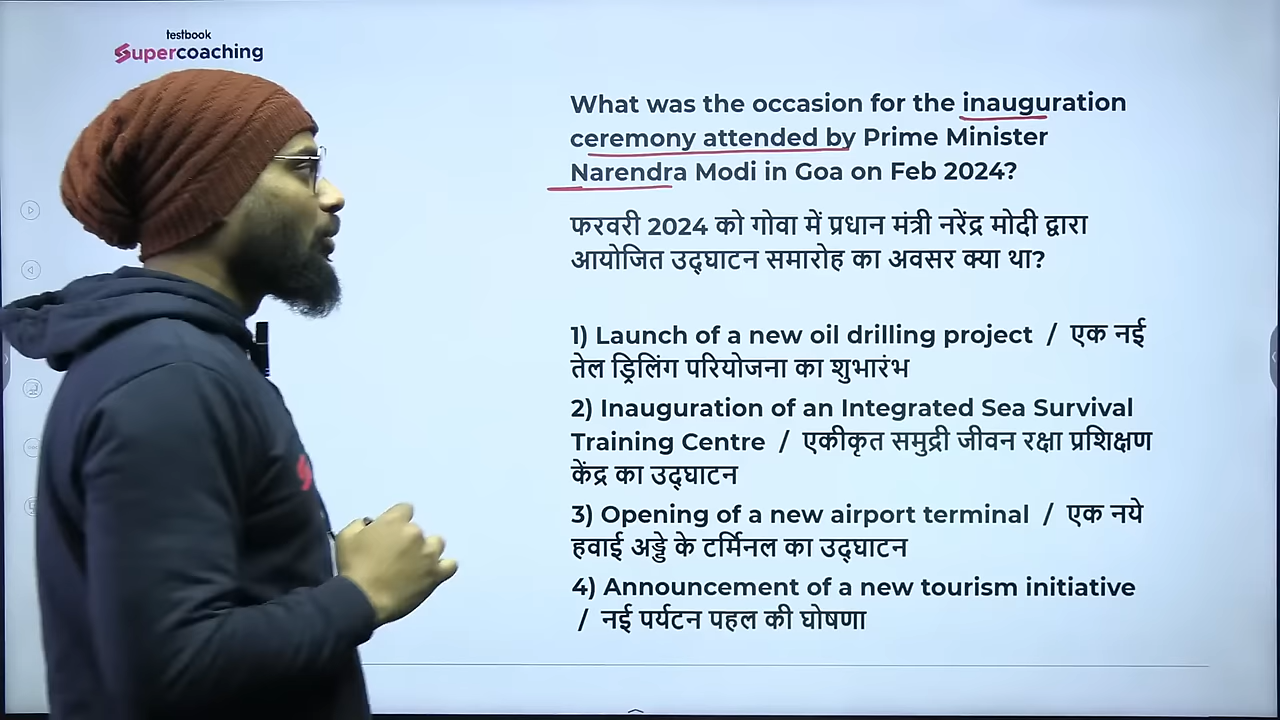 testbook
Supercoaching
What was the occasion for the inauguration
ceremony attended by Prime Minister
Narendra Modi in Goa on Feb 2024?
फरवरी 2024 को गोवा में प्रधान मंत्री नरेंद्र मोदी द्वारा
आयोजित उद्घाटन समारोह का अवसर क्या था?
1) Launch of a new oil drilling project / एक नई
तेल ड्रिलिंग परियोजना का शुभारंभ
2) Inauguration of an Integrated Sea Survival
Training Centre / एकीकृत समुद्री जीवन रक्षा प्रशिक्षण
केंद्र का उद्घाटन
3) Opening of a new airport terminal / एक नये
हवाई अड्डे के टर्मिनल का उद्घाटन
4) Announcement of a new tourism initiative
/ नई पर्यटन पहल की घोषणा